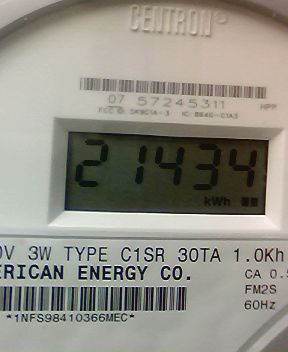 CENTRON®
07 57245311 HPP
21434
kWh
0V 3W TYPE C1SR 30TA 1.0Kh
ERICAN ENERGY CO. CA 0.5
FM2S
60Hz
*1NFS98410366MEC*